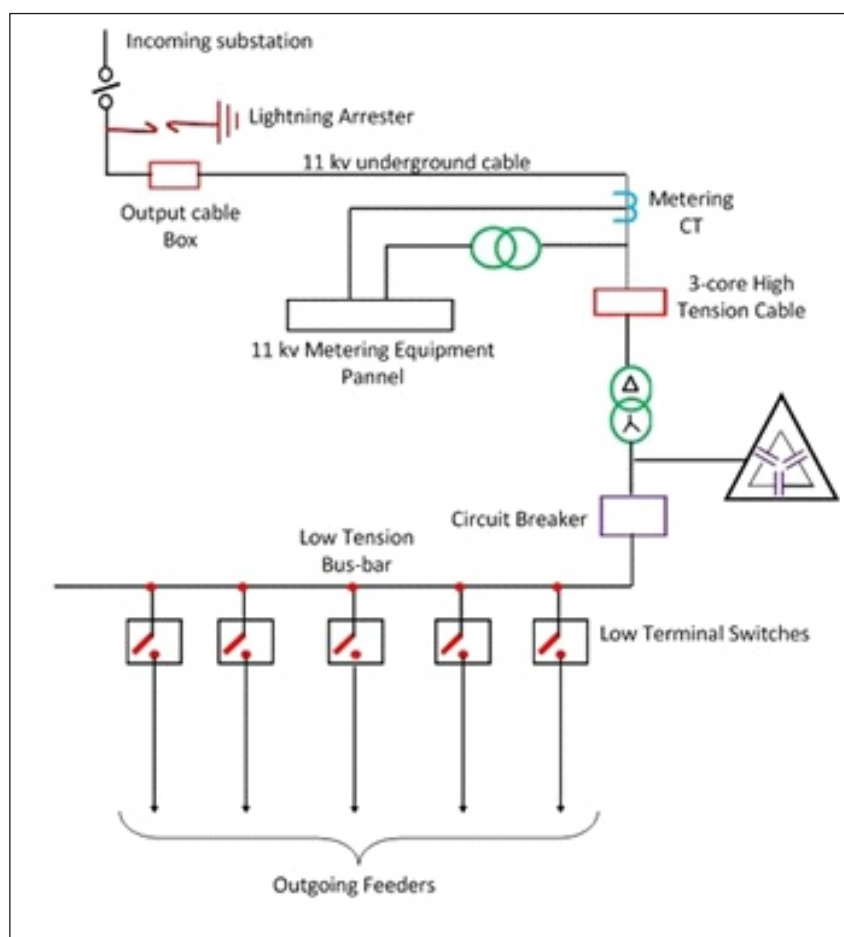 Incoming substation
Lightning Arrester
11 kv underground cable
Output cable
Box
Metering
CT
3-core High
Tension Cable
11 kv Metering Equipment
Pannel
Circuit Breaker
Low Tension
Bus-bar
Low Terminal Switches
Outgoing Feeders